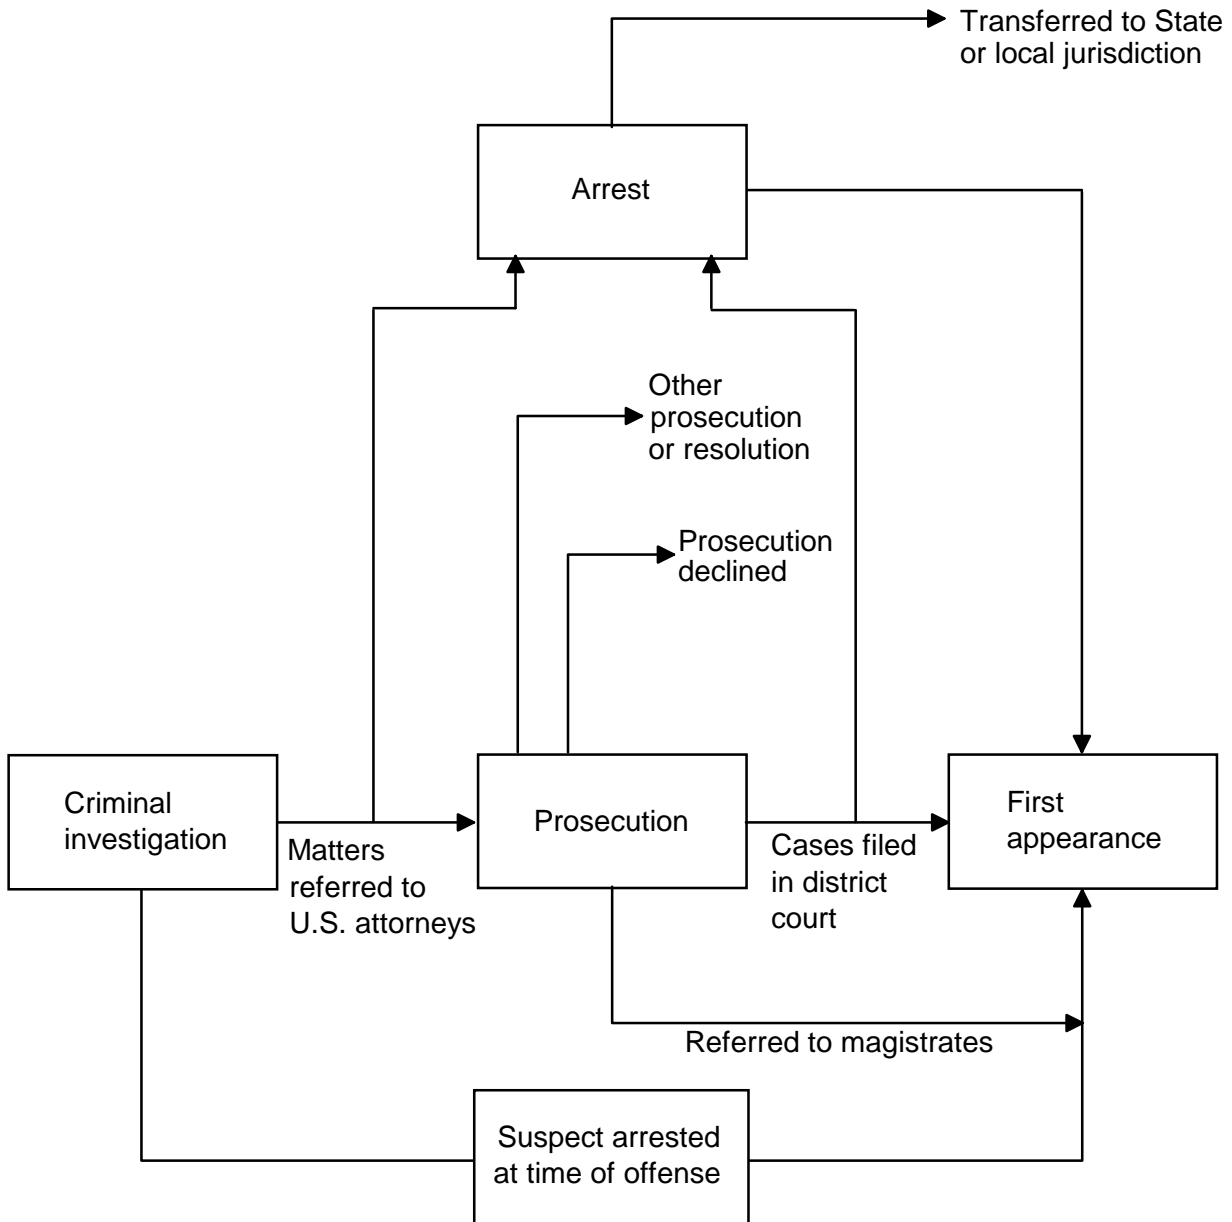 Transferred to State
or local jurisdiction
Arrest
Other
prosecution
or resolution
Prosecution
declined
Criminal
investigation
Matters
referred to
U.S. attorneys
Prosecution
Cases filed
in district
court
First
appearance
Referred to magistrates
Suspect arrested
at time of offense